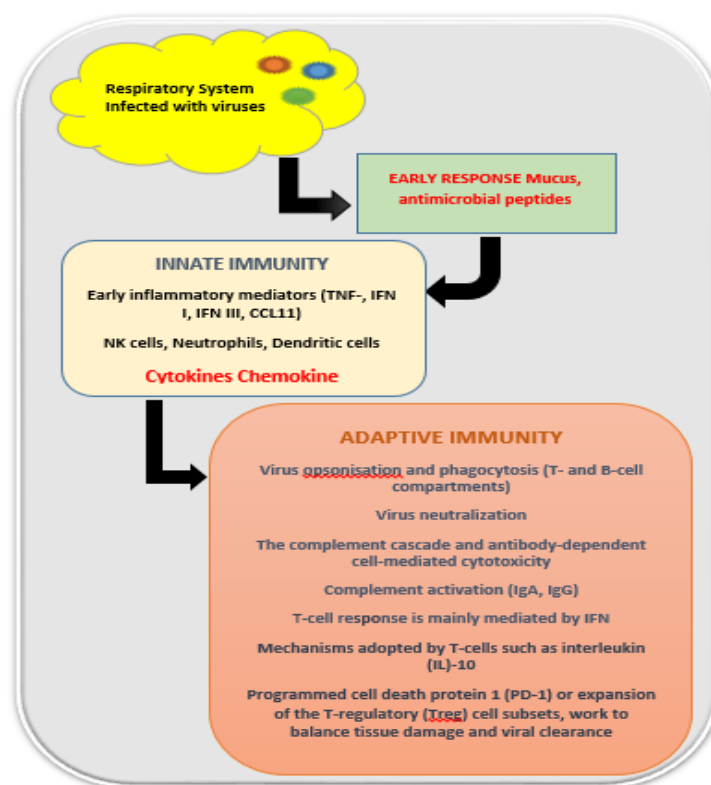 Respiratory System
Infected with viruses
EARLY RESPONSE Mucus,
antimicrobial peptides
INNATE IMMUNITY
Early inflammatory mediators (TNF-, IFN
I, IFN III, CCL11)
NK cells, Neutrophils, Dendritic cells
Cytokines Chemokine
ADAPTIVE IMMUNITY
Virus opsonisation and phagocytosis (T- and B-cell
compartments)
Virus neutralization
The complement cascade and antibody-dependent
cell-mediated cytotoxicity
Complement activation (IgA, IgG)
T-cell response is mainly mediated by IFN
Mechanisms adopted by T-cells such as interleukin
(IL)-10
Programmed cell death protein 1 (PD-1) or expansion
of the T-regulatory (Treg) cell subsets, work to
balance tissue damage and viral clearance